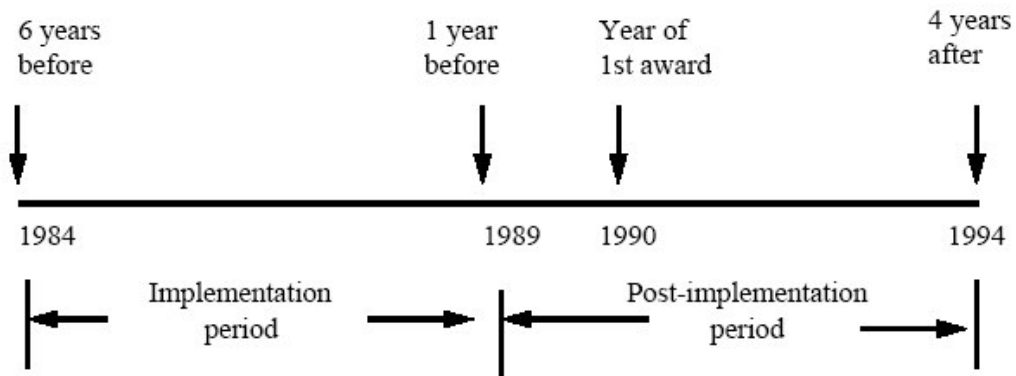 6 years
before
1 year
before
Year of
1st award
4 years
after
1984
1989
1990
1994
Implementation
period
Post-implementation
period